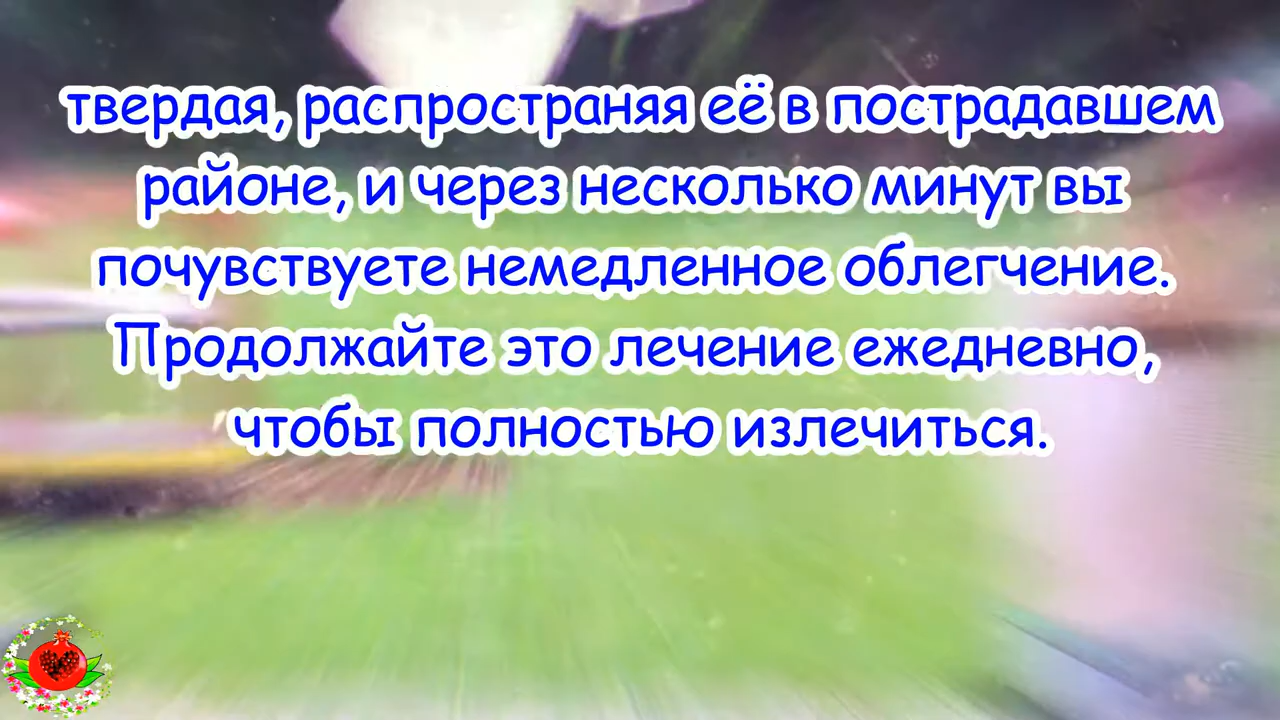 твердая, распространяя её в пострадавшем
районе, и через несколько минут вы
почувствуете немедленное облегчение.
Продолжайте это лечение ежедневно,
чтобы полностью излечиться.